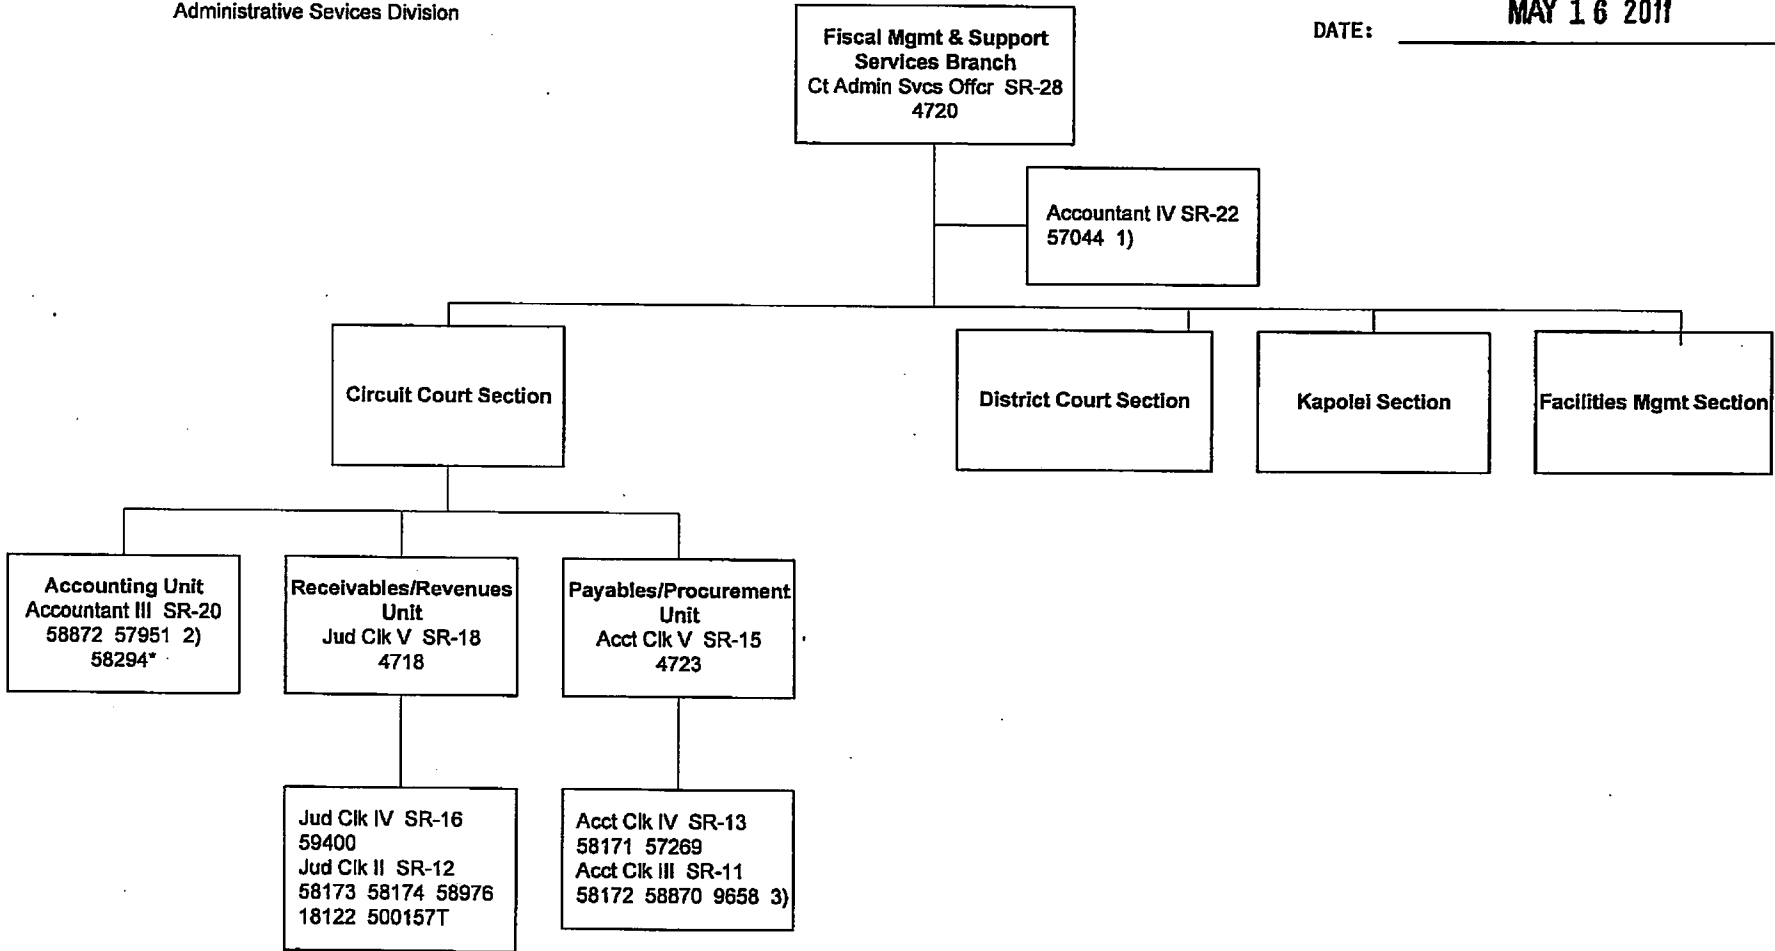 Administrative Sevices Division
DATE: MAY 16 2011
Fiscal Mgmt & Support
Services Branch
Ct Admin Svcs Offcr SR-28
4720
Accountant IV SR-22
57044 1)
Circuit Court Section
District Court Section
Kapolei Section
Facilities Mgmt Section
Accounting Unit
Accountant III SR-20
58872 57951 2)
58294*
Receivables/Revenues
Unit
Jud Clk V SR-18
4718
Payables/Procurement
Unit
Acct Clk V SR-15
4723
Jud Clk IV SR-16
59400
Jud Clk II SR-12
58173 58174 58976
18122 500157T
Acct Clk IV SR-13
58171 57269
Acct Clk III SR-11
58172 58870 9658 3)